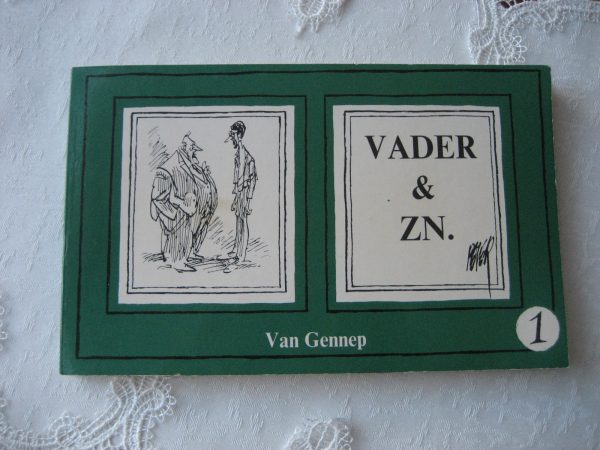 VADER
&
ZN.
Van Gennep
1